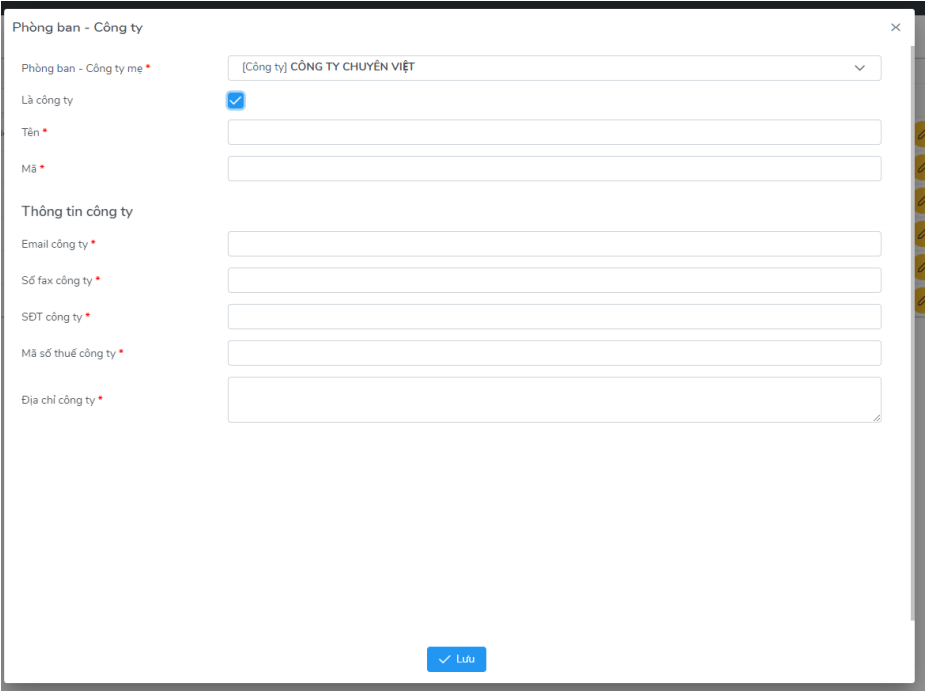 Phòng ban - Công ty
Phòng ban - Công ty mẹ *
[Công ty] CÔNG TY CHUYÊN VIỆT
Là công ty
Tên *
Mã *
Thông tin công ty
Email công ty *
Số fax công ty *
SĐT công ty *
Mã số thuế công ty *
Địa chỉ công ty *
Lưu